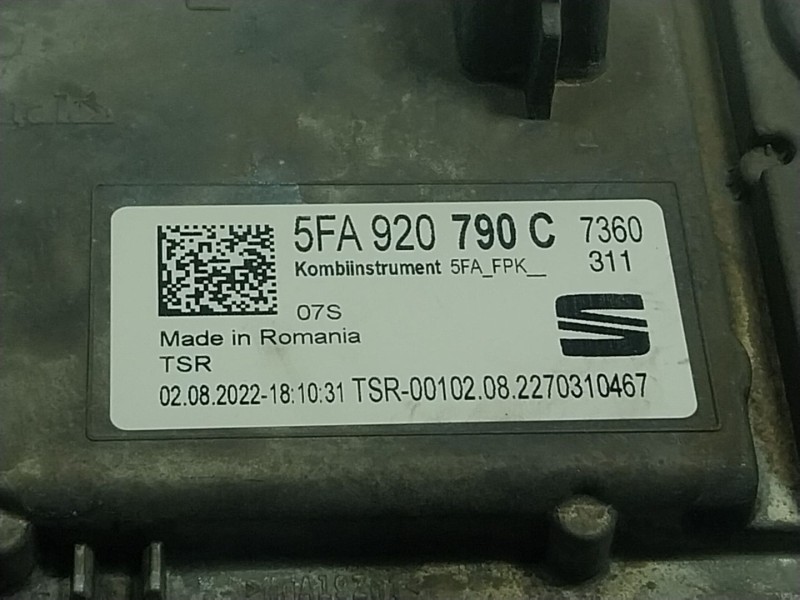 5FA 920 790 C 7360
Kombiinstrument 5FA_FPK__ 311
07S
Made in Romania
TSR
02.08.2022-18:10:31 TSR-00102.08.2270310467